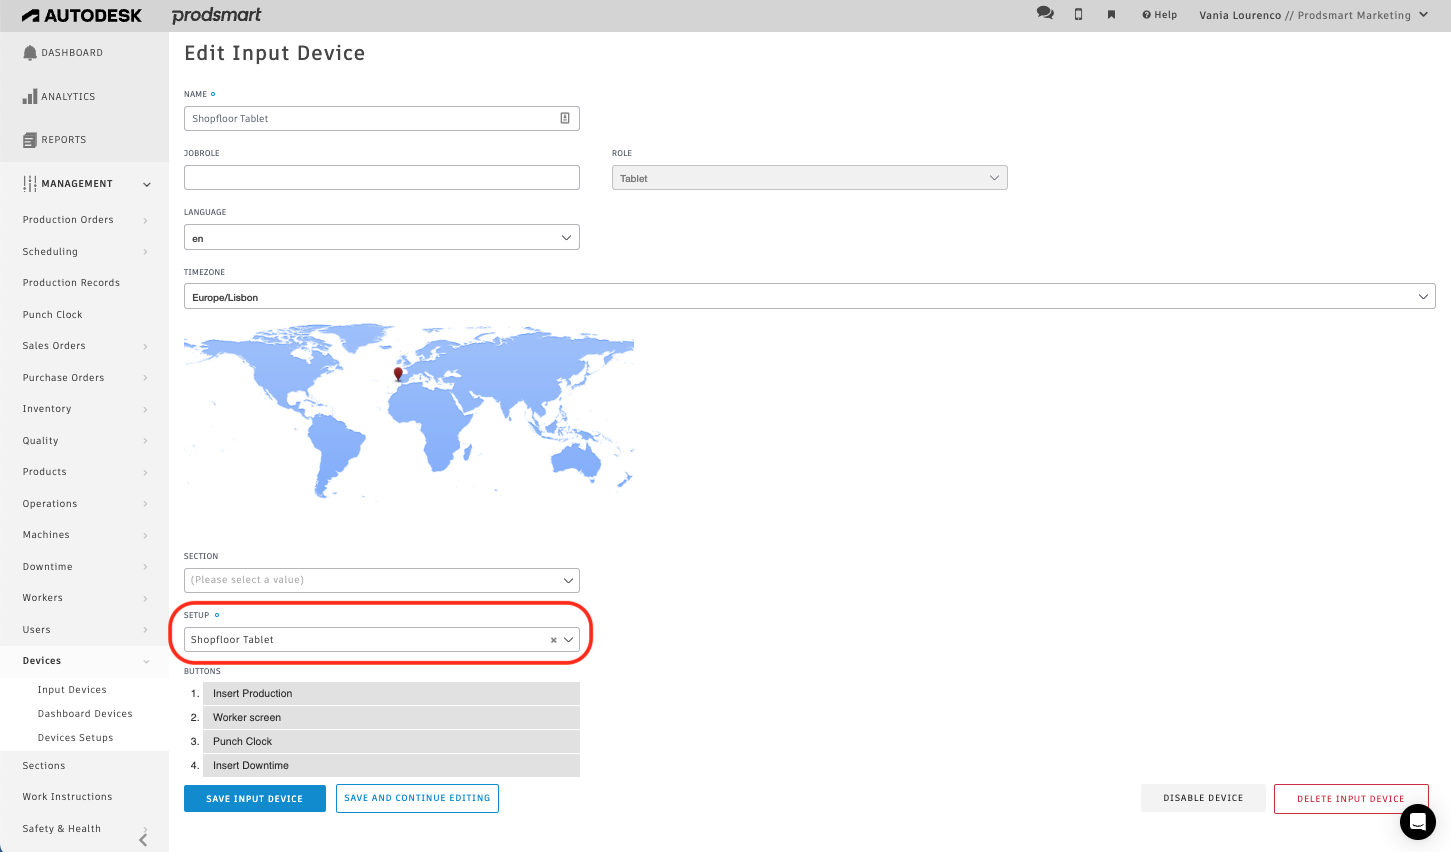 AUTODESK prodsmart
Help Vania Lourenco // Prodsmart Marketing
DASHBOARD
ANALYTICS
REPORTS
MANAGEMENT
Production Orders
Scheduling
Production Records
Punch Clock
Sales Orders
Purchase Orders
Inventory
Quality
Products
Operations
Machines
Downtime
Workers
Users
Devices
Input Devices
Dashboard Devices
Devices Setups
Sections
Work Instructions
Safety & Health
Edit Input Device
NAME
Shopfloor Tablet
JOBROLE
ROLE
Tablet
LANGUAGE
en
TIMEZONE
Europe/Lisbon
SECTION
(Please select a value)
SETUP
Shopfloor Tablet
BUTTONS
1. Insert Production
2. Worker screen
3. Punch Clock
4. Insert Downtime
SAVE INPUT DEVICE
SAVE AND CONTINUE EDITING
DISABLE DEVICE
DELETE INPUT DEVICE